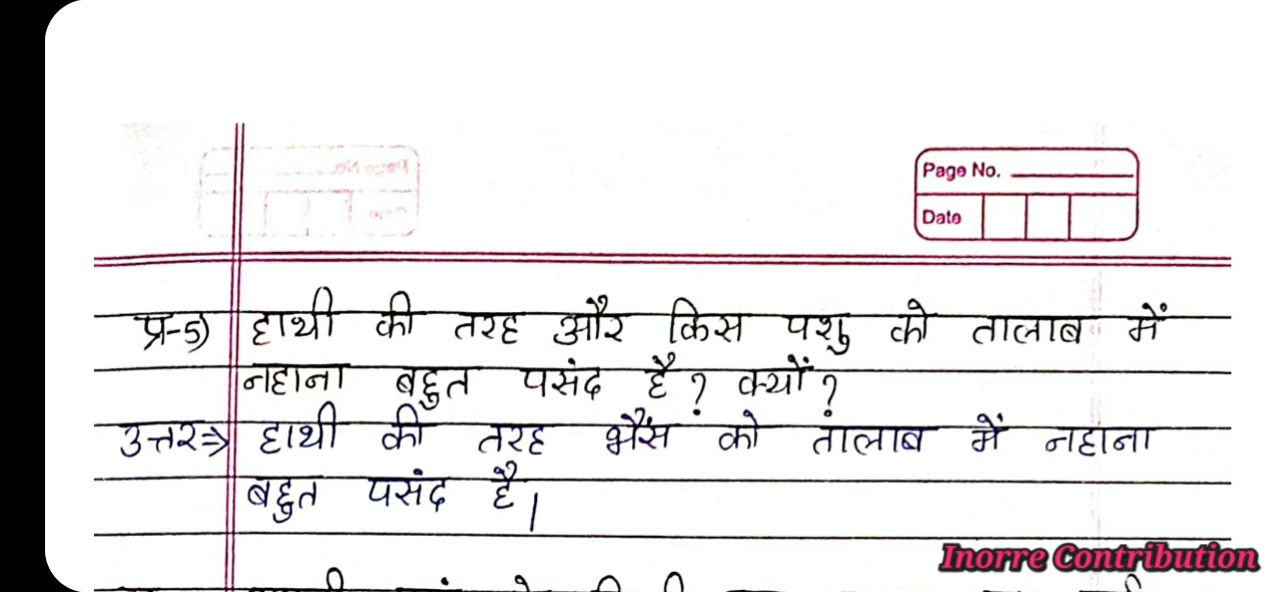 Page No.
Date
प्र-5) हाथी की तरह और किस पशु को तालाब में
नहाना बहुत पसंद है? क्यों?
उत्तर⇒ हाथी की तरह भैंस को तालाब में नहाना
बहुत पसंद है|
Inorre Contribution